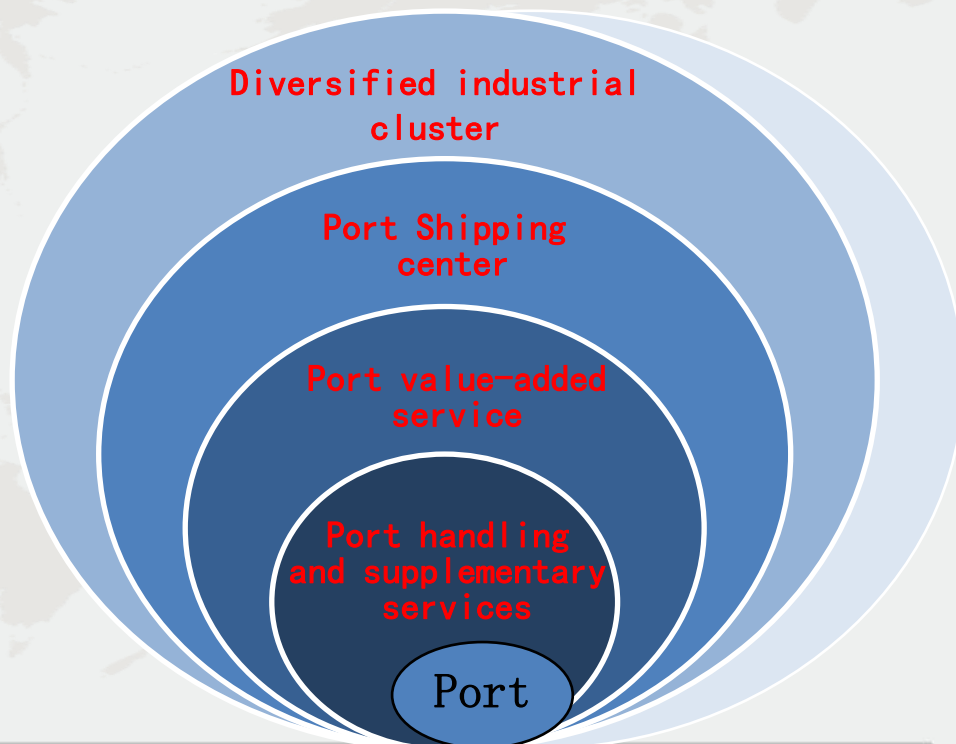 Diversified industrial
cluster
Port Shipping
center
Port value-added
service
Port handling
and supplementary
services
Port